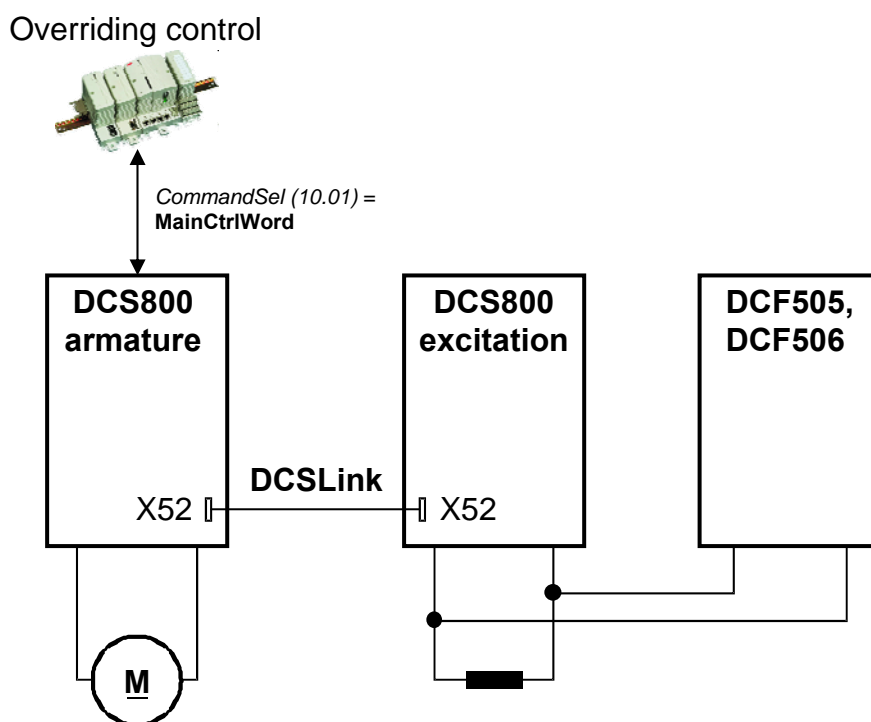 Overriding control
CommandSel (10.01) =
MainCtrlWord
DCS800
armature
DCS800
excitation
DCF505,
DCF506
DCSLink
X52
X52
M